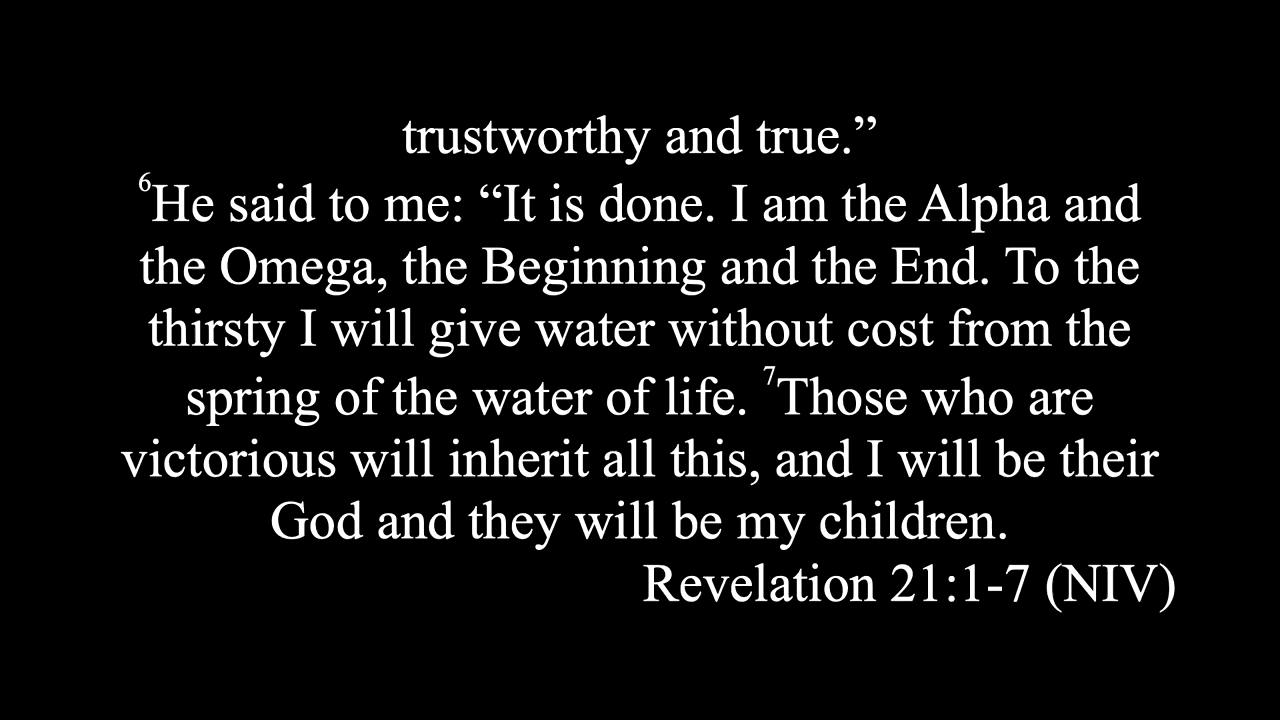 trustworthy and true.”
⁶He said to me: “It is done. I am the Alpha and
the Omega, the Beginning and the End. To the
thirsty I will give water without cost from the
spring of the water of life. ⁷Those who are
victorious will inherit all this, and I will be their
God and they will be my children.
Revelation 21:1-7 (NIV)